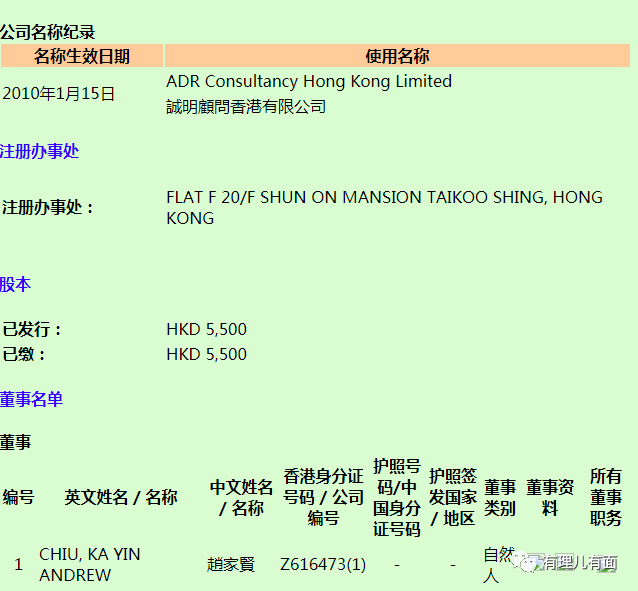 公司名称纪录
名称生效日期 使用名称
2010年1月15日 ADR Consultancy Hong Kong Limited
誠明顧問香港有限公司
注册办事处
注册办事处： FLAT F 20/F SHUN ON MANSION TAIKOO SHING, HONG
KONG
股本
已发行： HKD 5,500
已缴： HKD 5,500
董事名单
董事
编号 英文姓名 / 名称 中文姓名
/ 名称 香港身分证
号码 / 公司
编号 护照号
码/中
国身分
证号码 护照签
发国家
/ 地区 董事
类别 董事资
料 所有
董事
职务
1 CHIU, KA YIN
ANDREW 趙家賢 Z616473(1) - - 自然
人
有理儿有面